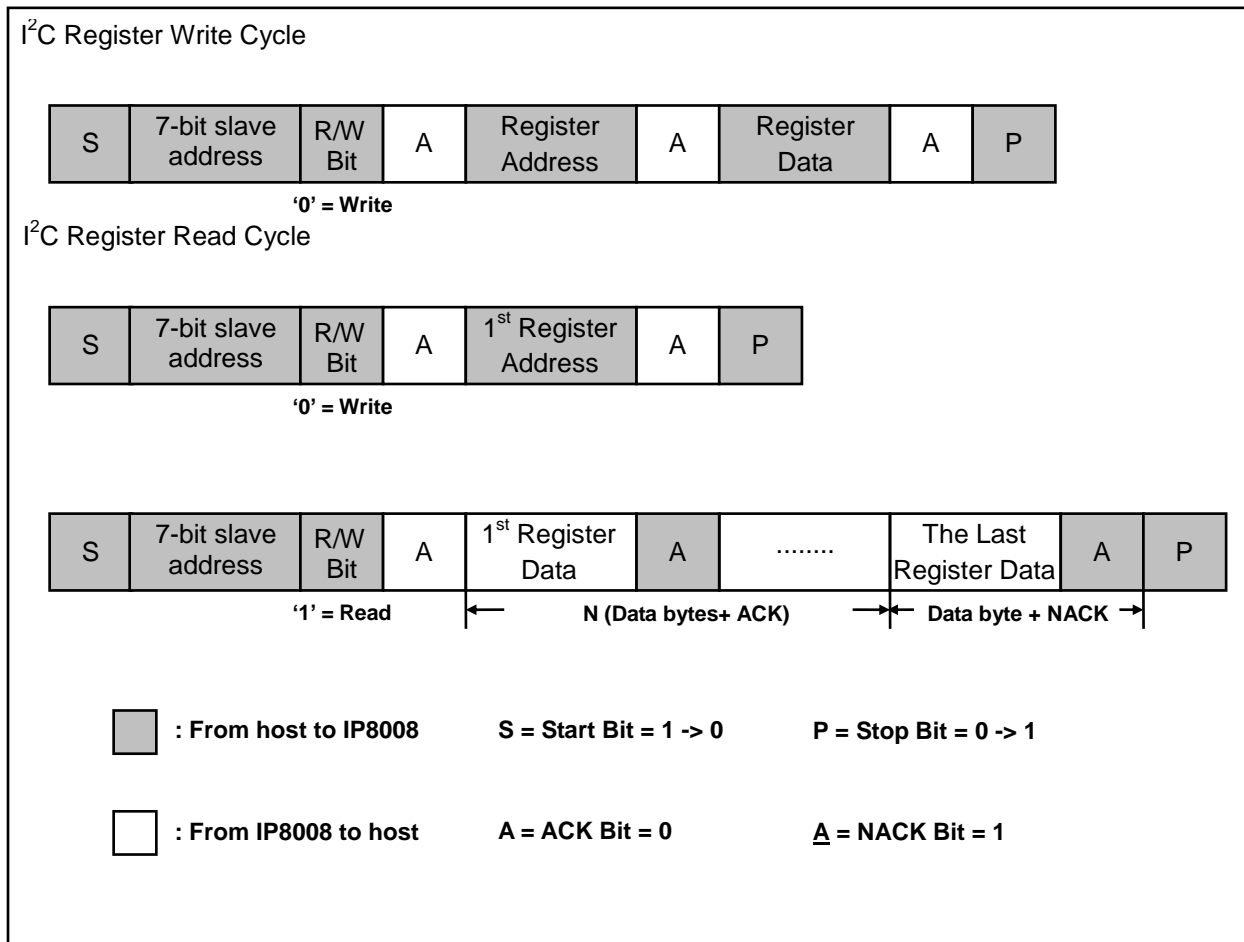 I²C Register Write Cycle
S 7-bit slave address R/W Bit A Register Address A Register Data A P
‘0’ = Write
I²C Register Read Cycle
S 7-bit slave address R/W Bit A 1st Register Address A P
‘0’ = Write
S 7-bit slave address R/W Bit A 1st Register Data A ........ The Last Register Data A P
‘1’ = Read N (Data bytes+ ACK) Data byte + NACK
: From host to IP8008 S = Start Bit = 1 -> 0 P = Stop Bit = 0 -> 1
: From IP8008 to host A = ACK Bit = 0 A = NACK Bit = 1